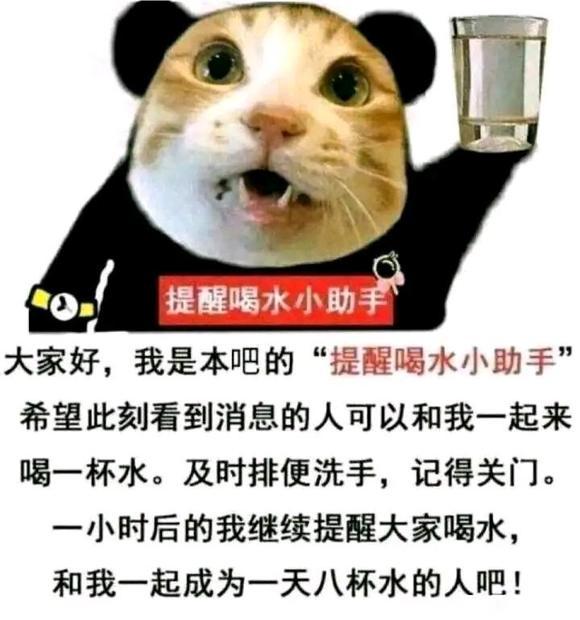 提醒喝水小助手
大家好，我是本吧的“提醒喝水小助手”
希望此刻看到消息的人可以和我一起来
喝一杯水。及时排便洗手，记得关门。
一小时后的我继续提醒大家喝水，
和我一起成为一天八杯水的人吧！